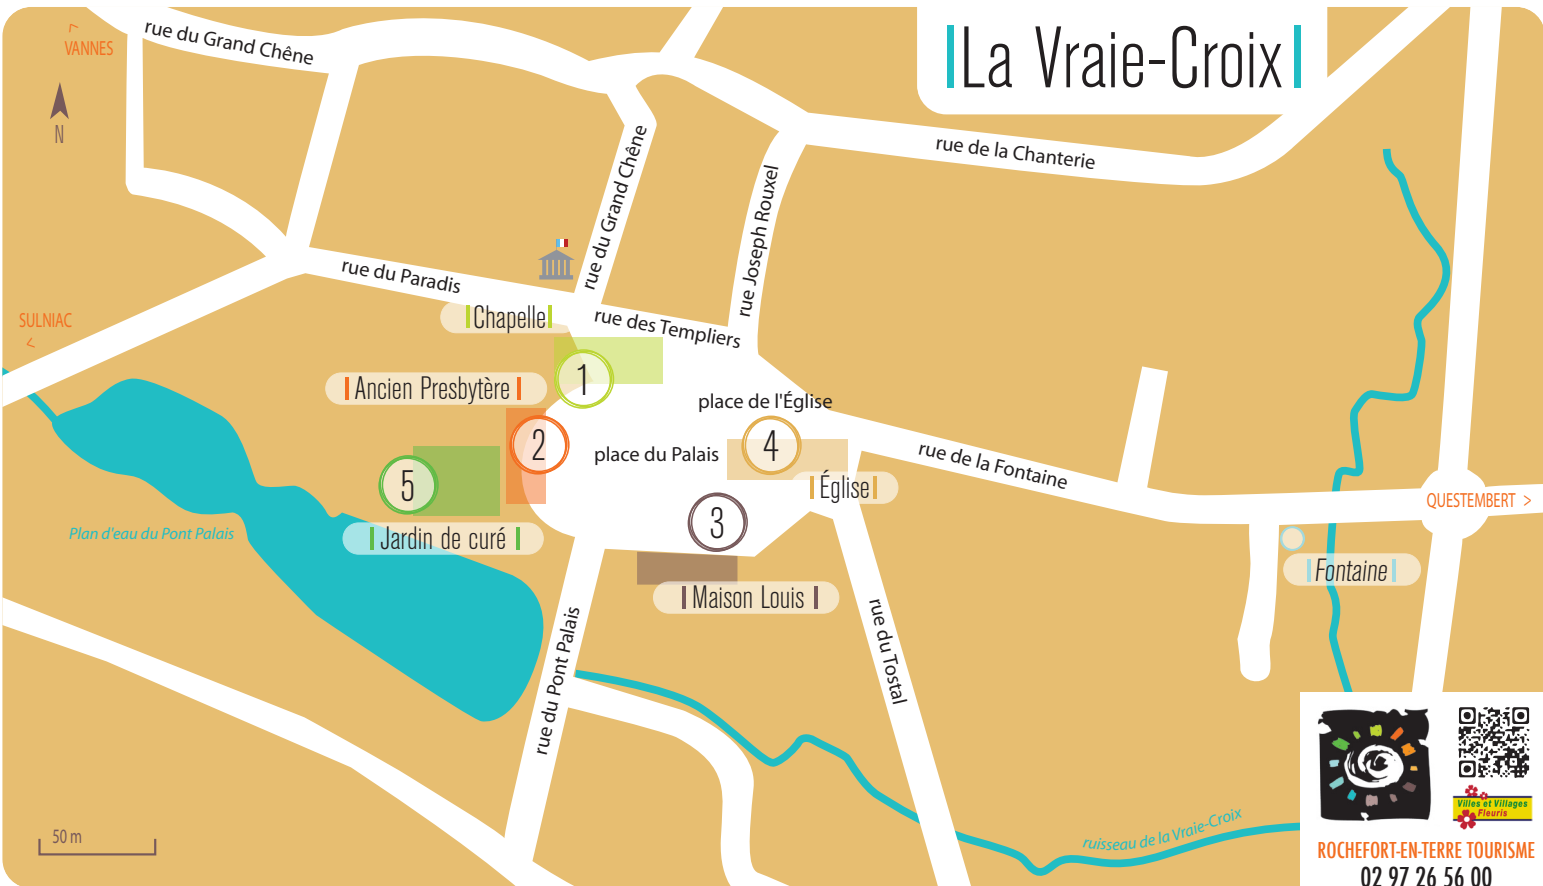 La Vraie-Croix
rue du Grand Chêne
<
VANNES
N
rue de la Chanterie
rue du Grand Chêne
rue Joseph Rouxel
rue du Paradis
SULNIAC
<
Chapelle
rue des Templiers
1
Ancien Presbytère
place de l'Église
2
place du Palais
4
rue de la Fontaine
5
Église
QUESTEMBERT >
3
Plan d'eau du Pont Palais
Jardin de curé
Fontaine
Maison Louis
rue du Pont Palais
rue du Tostal
ruisseau de la Vraie-Croix
50 m
Villes et Villages
Fleuris
ROCHEFORT-EN-TERRE TOURISME
02 97 26 56 00